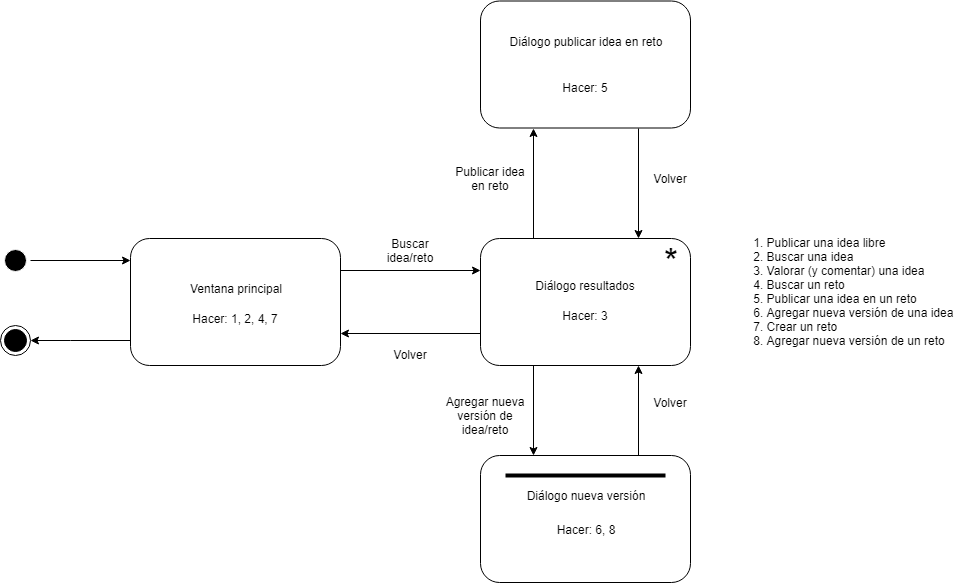 Diálogo publicar idea en reto
Hacer: 5
Publicar idea
en reto
Volver
Buscar
idea/reto
Ventana principal
Hacer: 1, 2, 4, 7
*
Diálogo resultados
Hacer: 3
Volver
1. Publicar una idea libre
2. Buscar una idea
3. Valorar (y comentar) una idea
4. Buscar un reto
5. Publicar una idea en un reto
6. Agregar nueva versión de una idea
7. Crear un reto
8. Agregar nueva versión de un reto
Agregar nueva
versión de
idea/reto
Volver
Diálogo nueva versión
Hacer: 6, 8